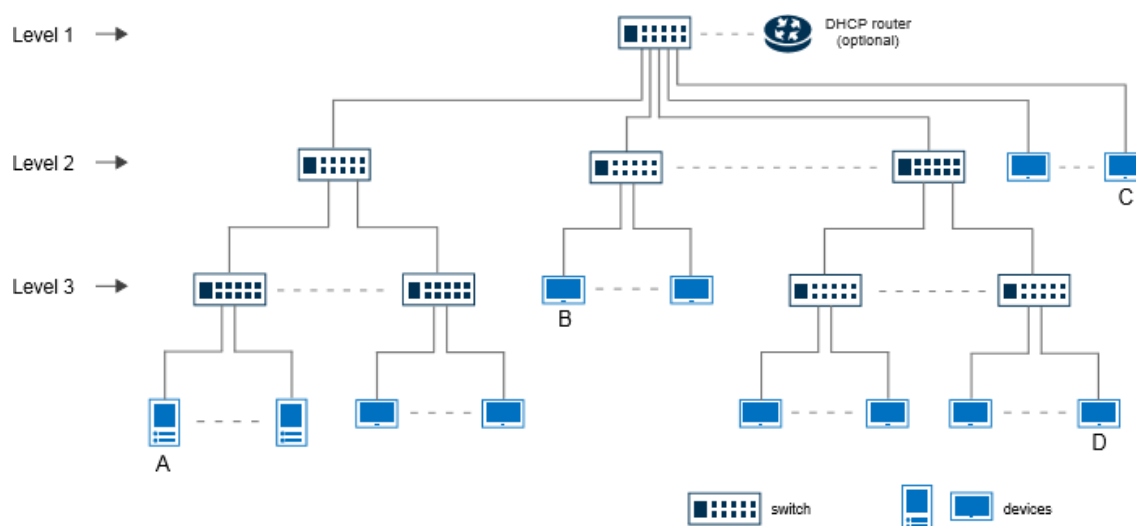 Level 1
DHCP router
(optional)
Level 2
C
Level 3
B
A
D
switch
devices